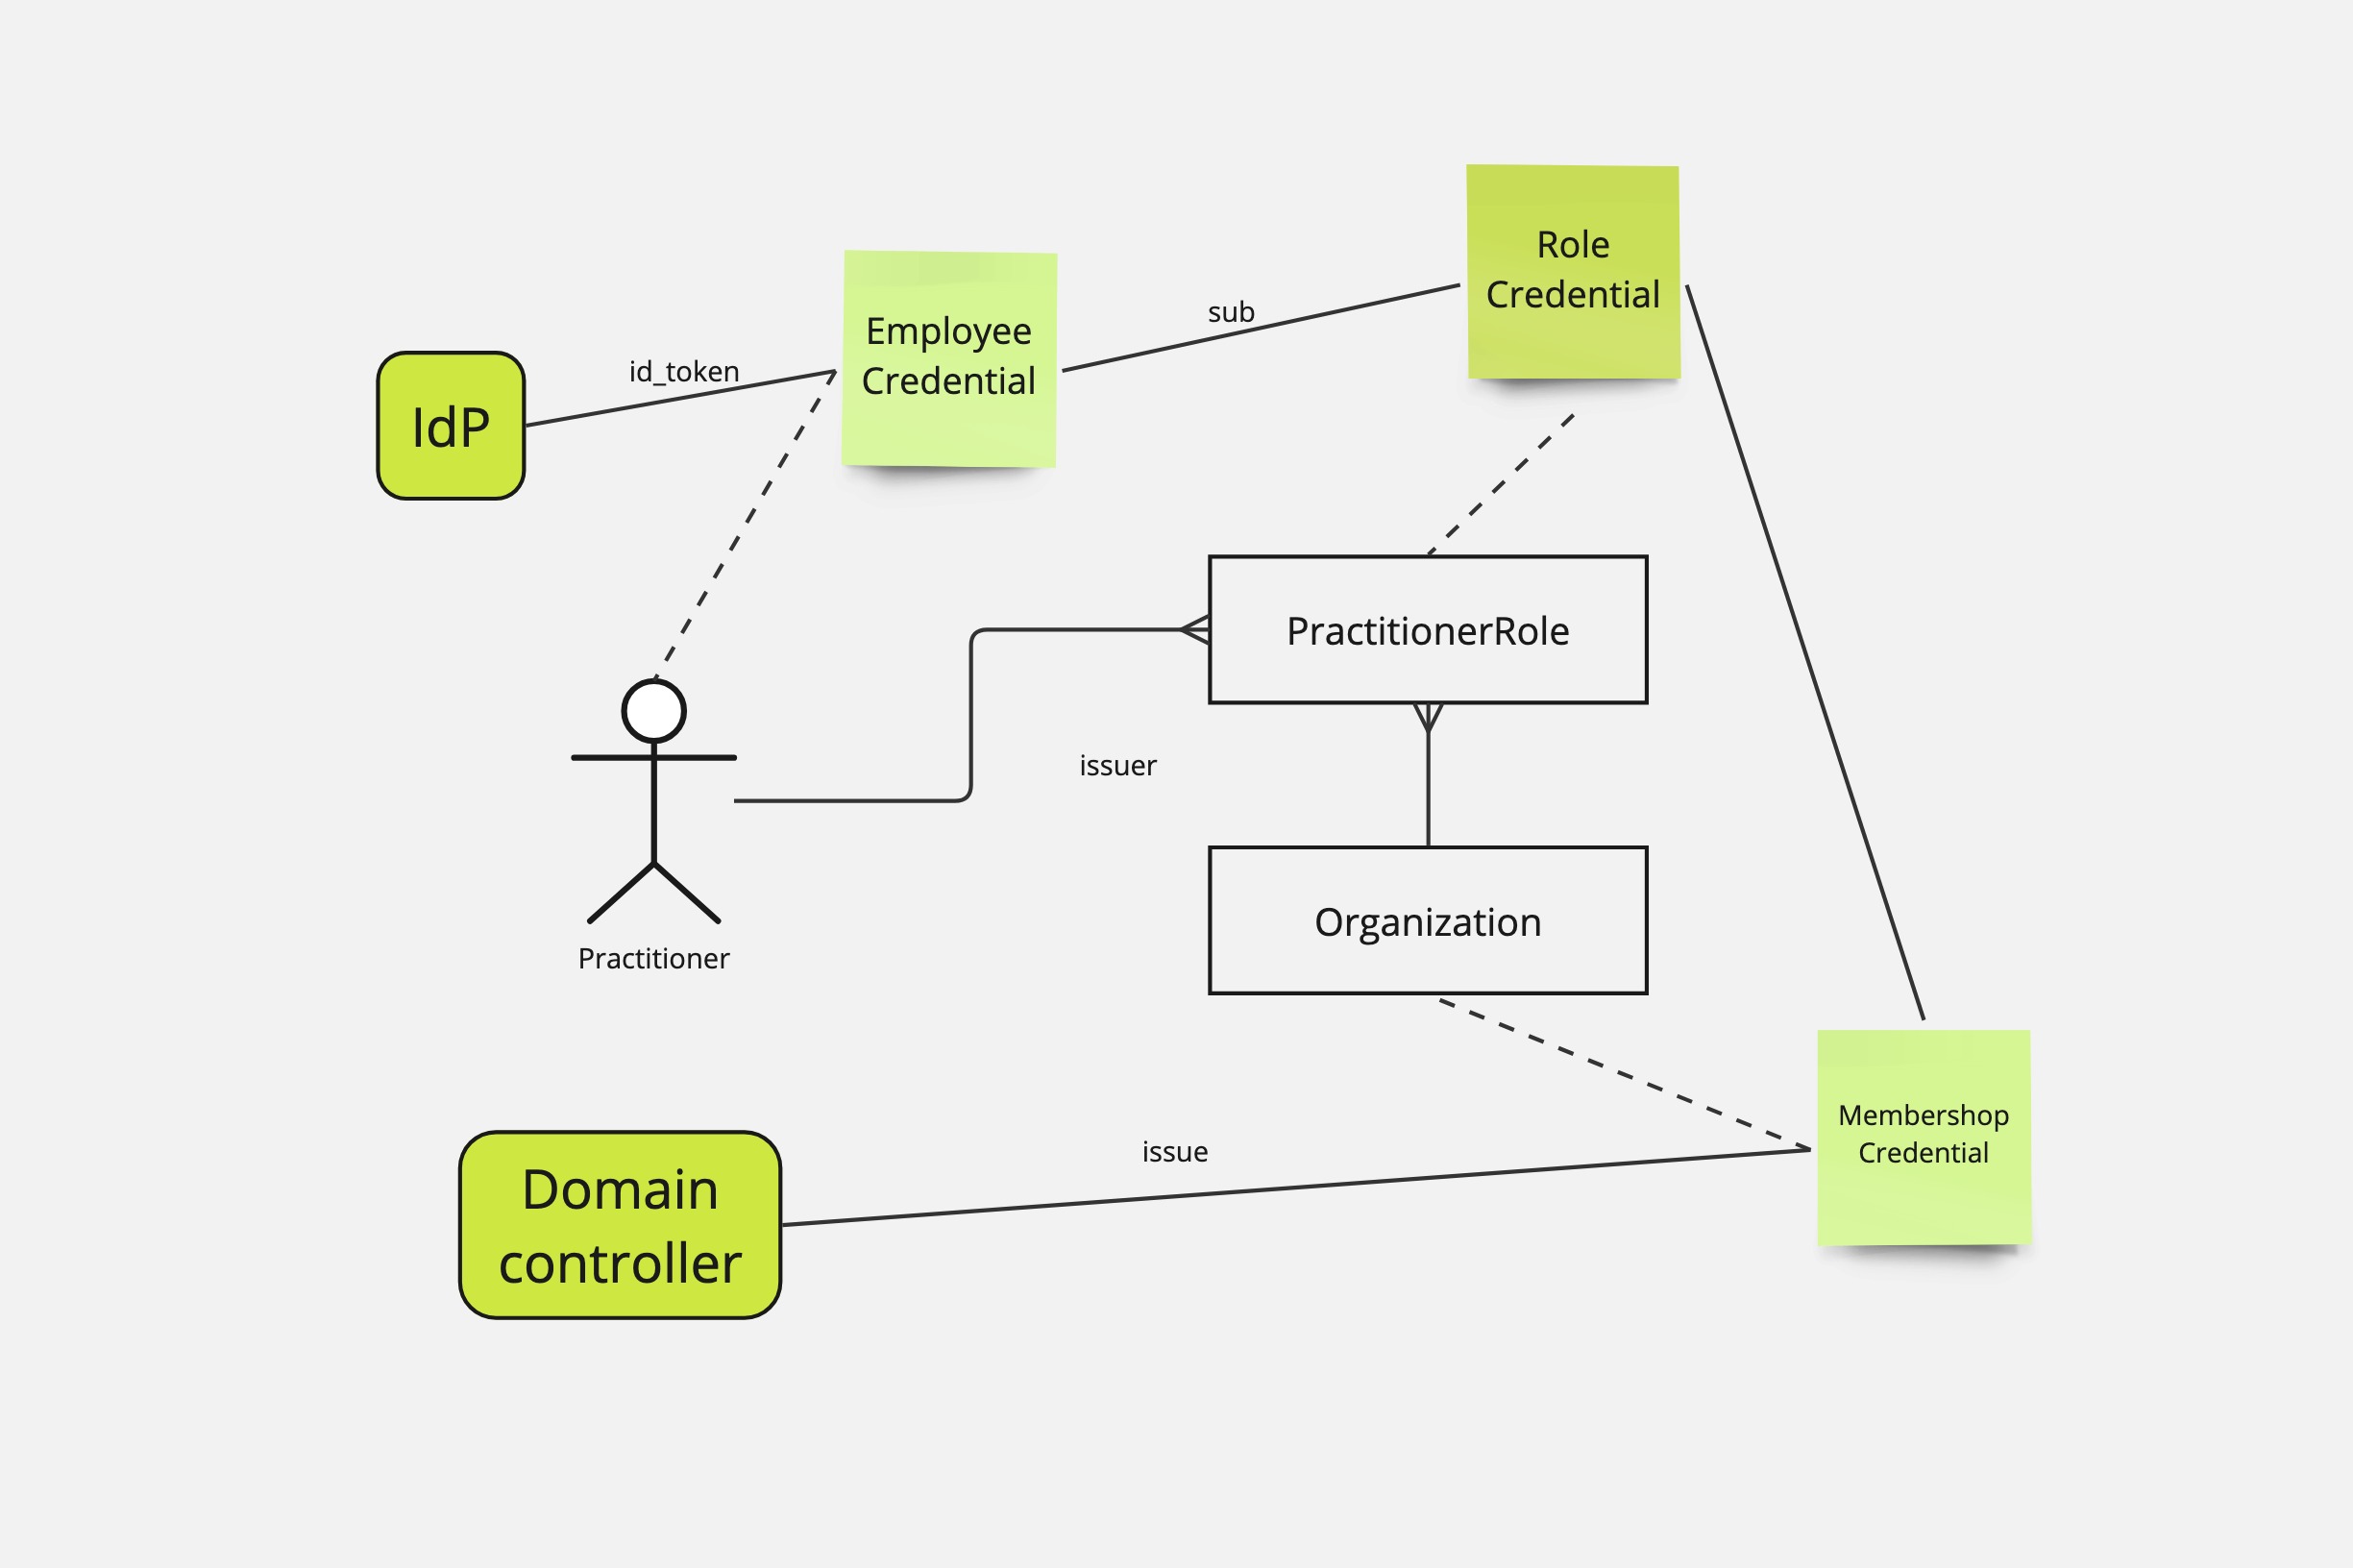 Role
Credential
sub
Employee
Credential
id_token
IdP
PractitionerRole
issuer
Organization
Practitioner
Membershop
Credential
issue
Domain
controller